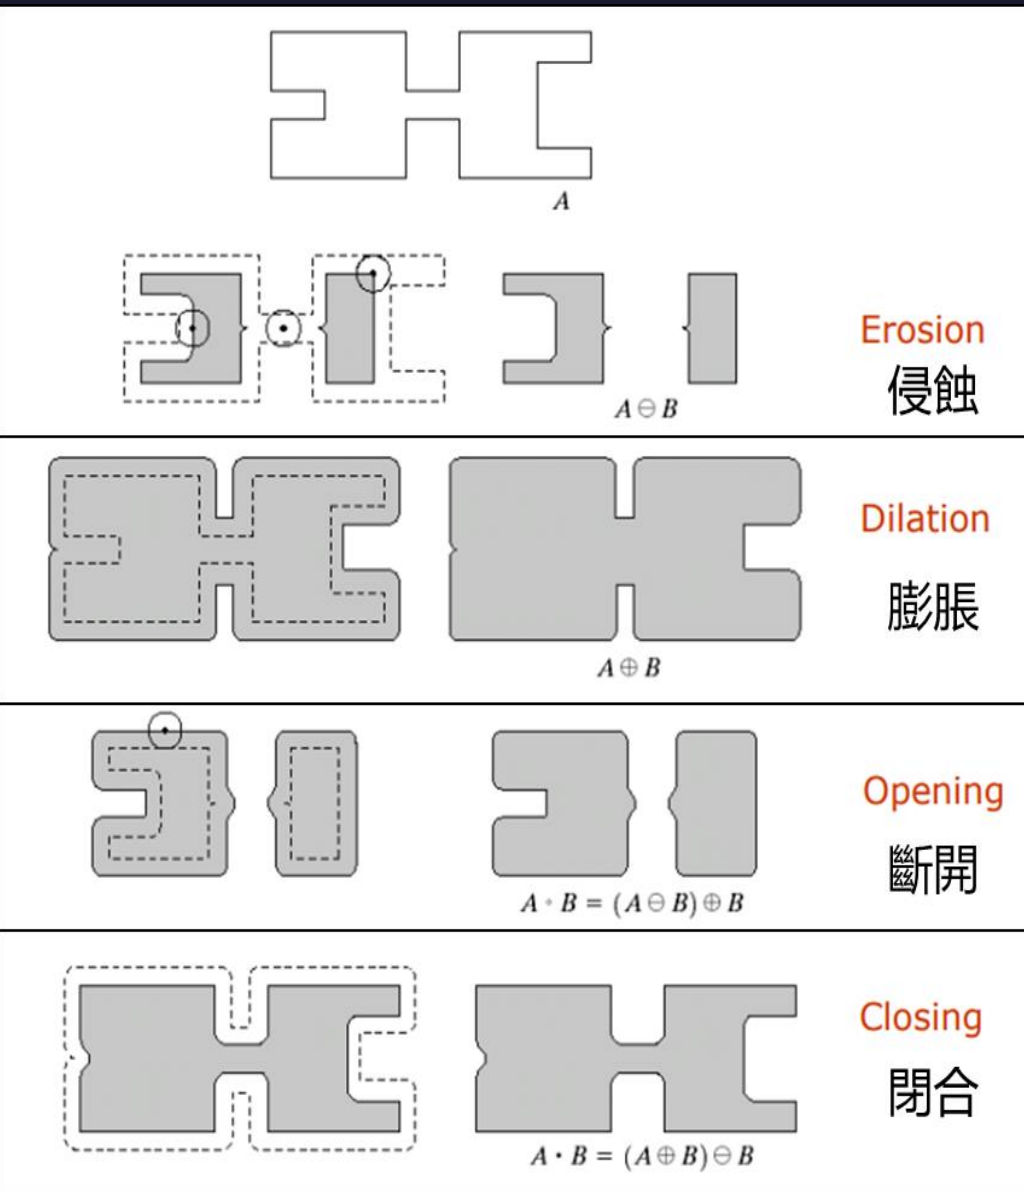 A
Erosion
侵蝕
A ⊖ B
Dilation
膨脹
A ⊕ B
Opening
斷開
A ∘ B = (A ⊖ B) ⊕ B
Closing
閉合
A • B = (A ⊕ B) ⊖ B